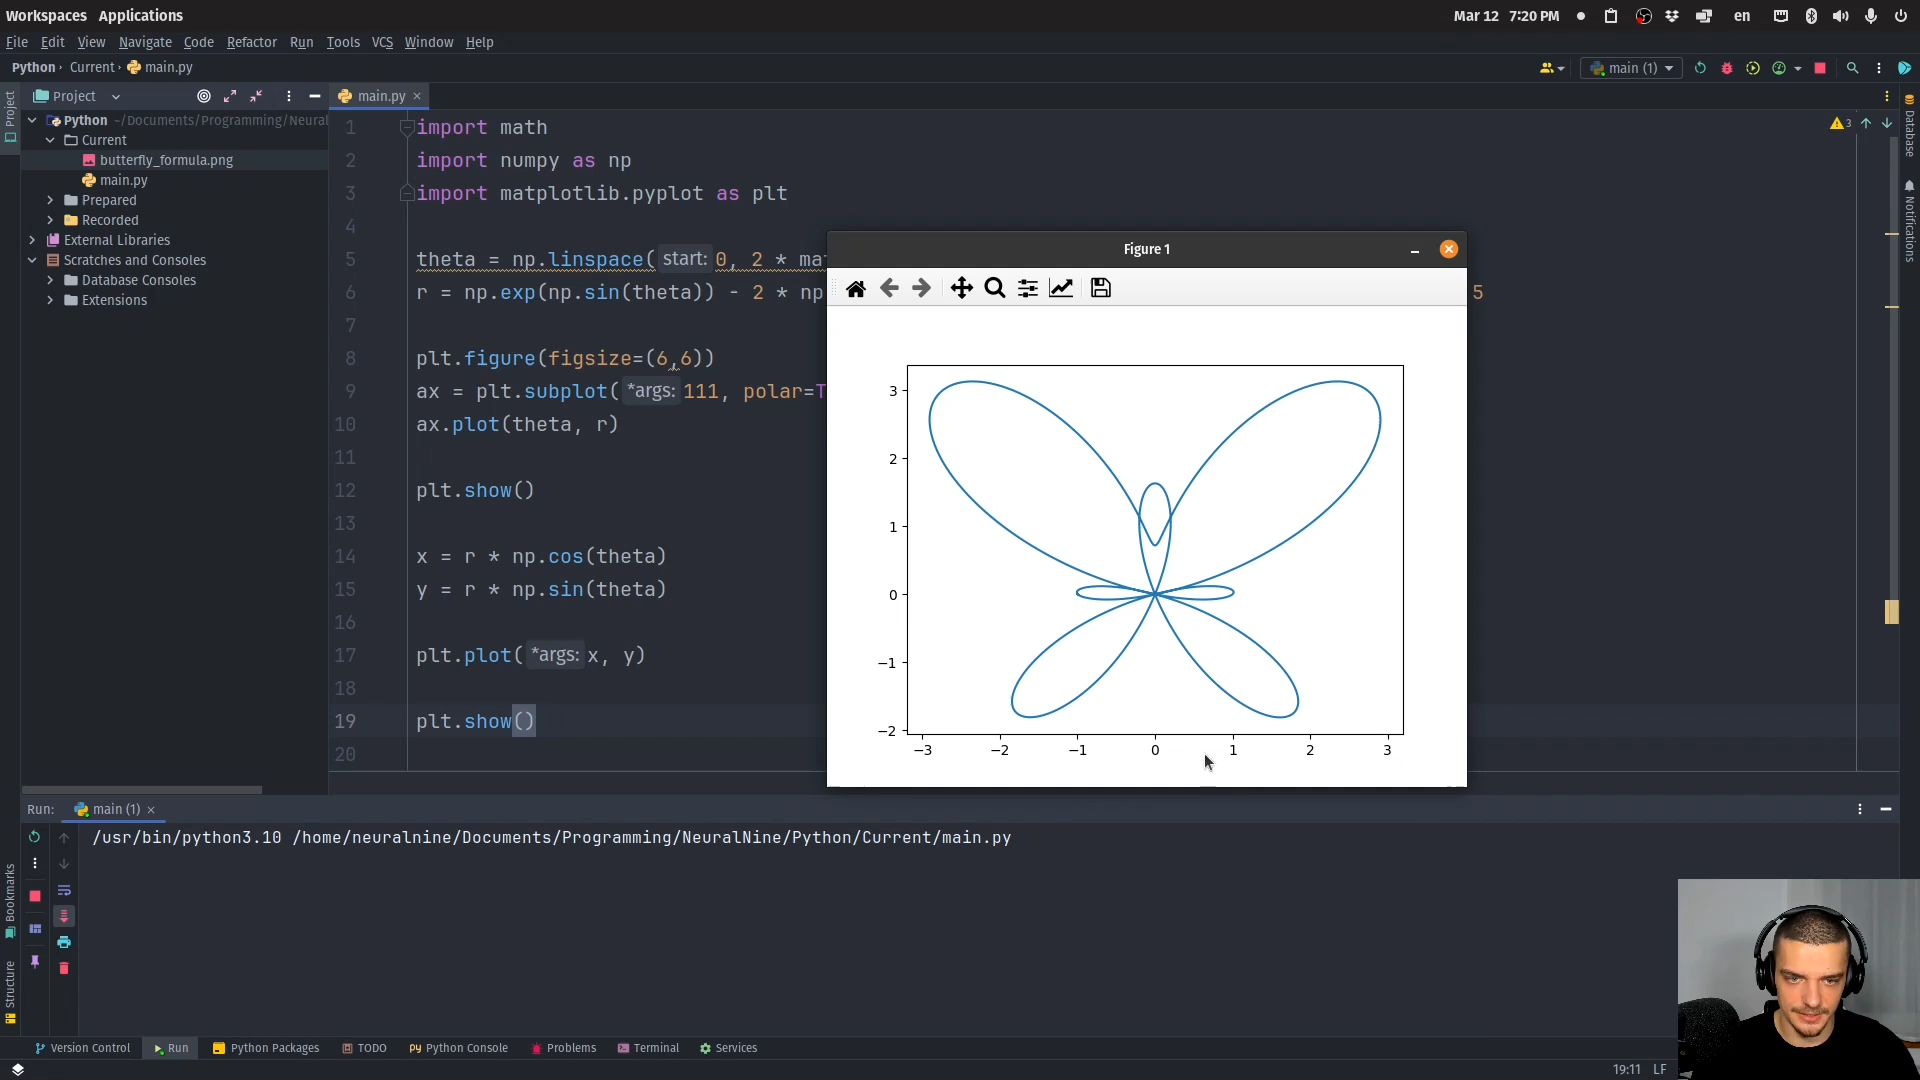 Workspaces Applications
Mar 12 7:20 PM en
File Edit View Navigate Code Refactor Run Tools VCS Window Help
Python › Current › main.py
main (1)
Project
Project
main.py
Database
Notifications
Python ~/Documents/Programming/Neural
Current
butterfly_formula.png
main.py
Prepared
Recorded
External Libraries
Scratches and Consoles
Database Consoles
Extensions
3
1 import math
2 import numpy as np
3 import matplotlib.pyplot as plt
4
5 theta = np.linspace( start: 0, 2 * mat
6 r = np.exp(np.sin(theta)) - 2 * np 5
7
8 plt.figure(figsize=(6,6))
9 ax = plt.subplot( *args: 111, polar=T
10 ax.plot(theta, r)
11
12 plt.show()
13
14 x = r * np.cos(theta)
15 y = r * np.sin(theta)
16
17 plt.plot( *args: x, y)
18
19 plt.show()
20
Figure 1
3
2
1
0
−1
−2
−3 −2 −1 0 1 2 3
Run: main (1)
/usr/bin/python3.10 /home/neuralnine/Documents/Programming/NeuralNine/Python/Current/main.py
Bookmarks
Structure
Version Control Run Python Packages TODO Python Console Problems Terminal Services
19:11 LF